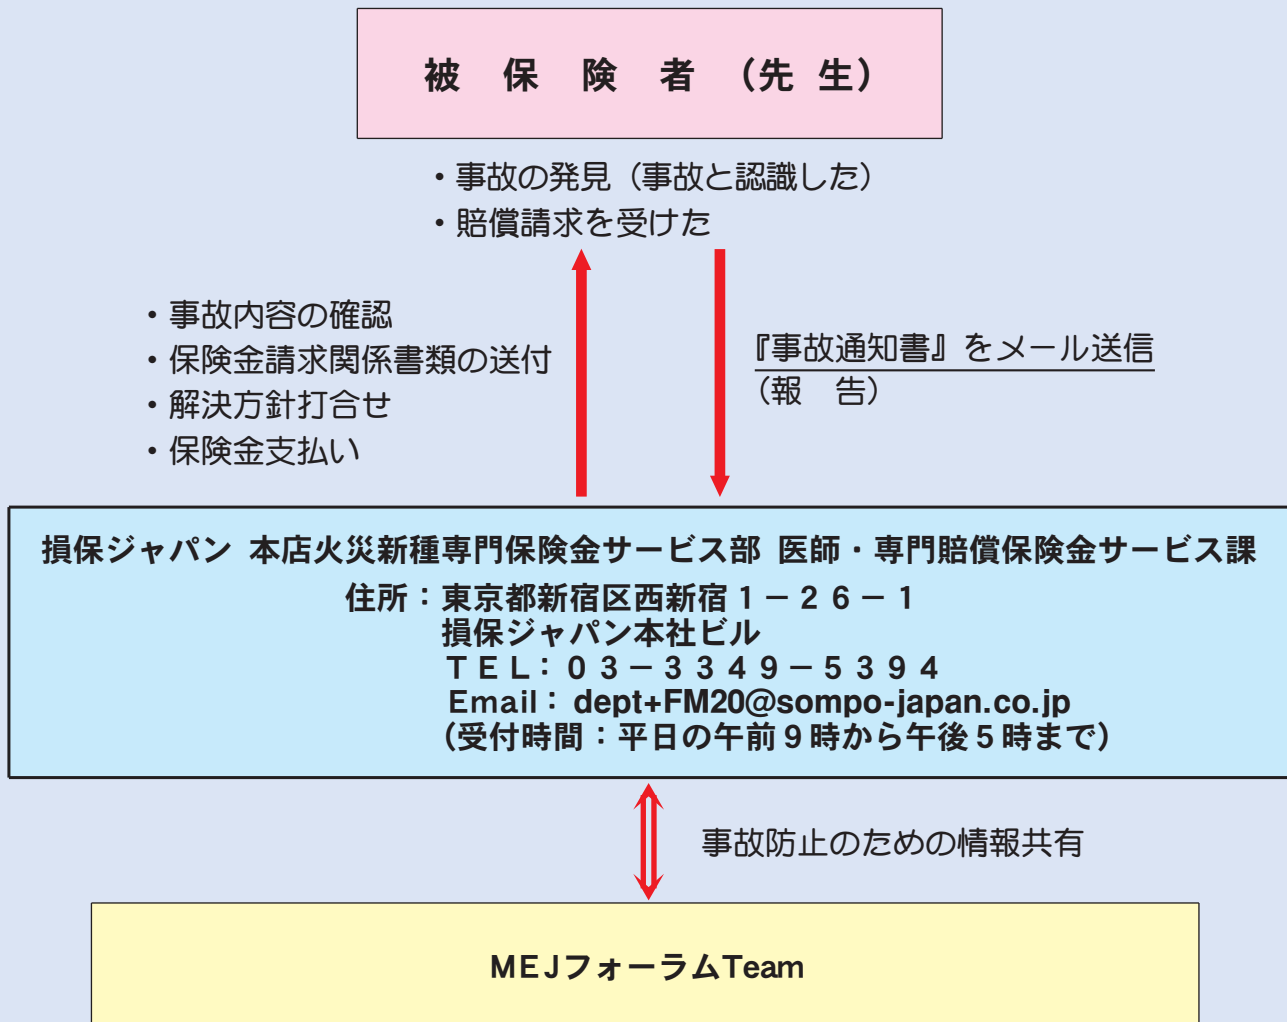 被 保 険 者 （先 生）
・事故の発見（事故と認識した）
・賠償請求を受けた
・事故内容の確認
・保険金請求関係書類の送付
・解決方針打合せ
・保険金支払い
『事故通知書』をメール送信
（報　告）
損保ジャパン 本店火災新種専門保険金サービス部 医師・専門賠償保険金サービス課
住所：東京都新宿区西新宿１－２６－１
損保ジャパン本社ビル
ＴＥＬ：０３－３３４９－５３９４
Email：dept+FM20@sompo-japan.co.jp
（受付時間：平日の午前９時から午後５時まで）
事故防止のための情報共有
MEJフォーラムTeam